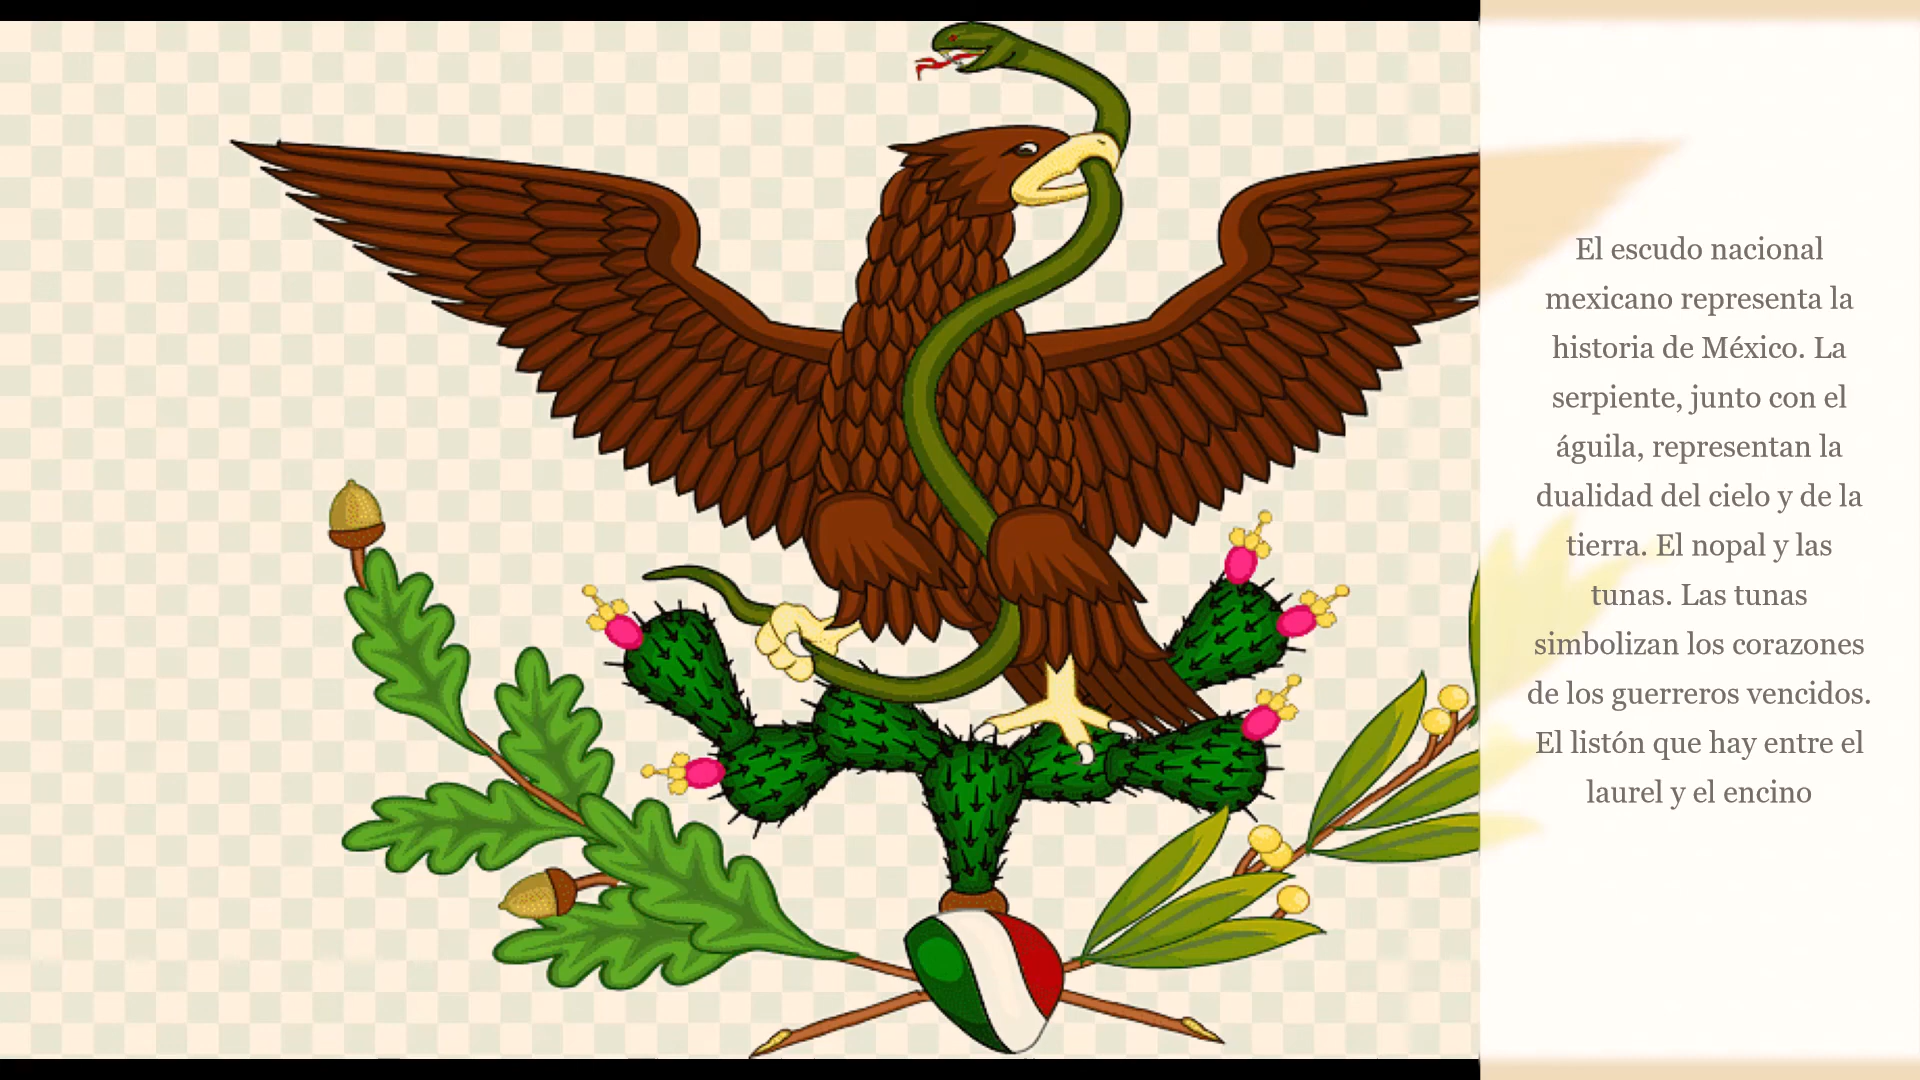 El escudo nacional
mexicano representa la
historia de México. La
serpiente, junto con el
águila, representan la
dualidad del cielo y de la
tierra. El nopal y las
tunas. Las tunas
simbolizan los corazones
de los guerreros vencidos.
El listón que hay entre el
laurel y el encino